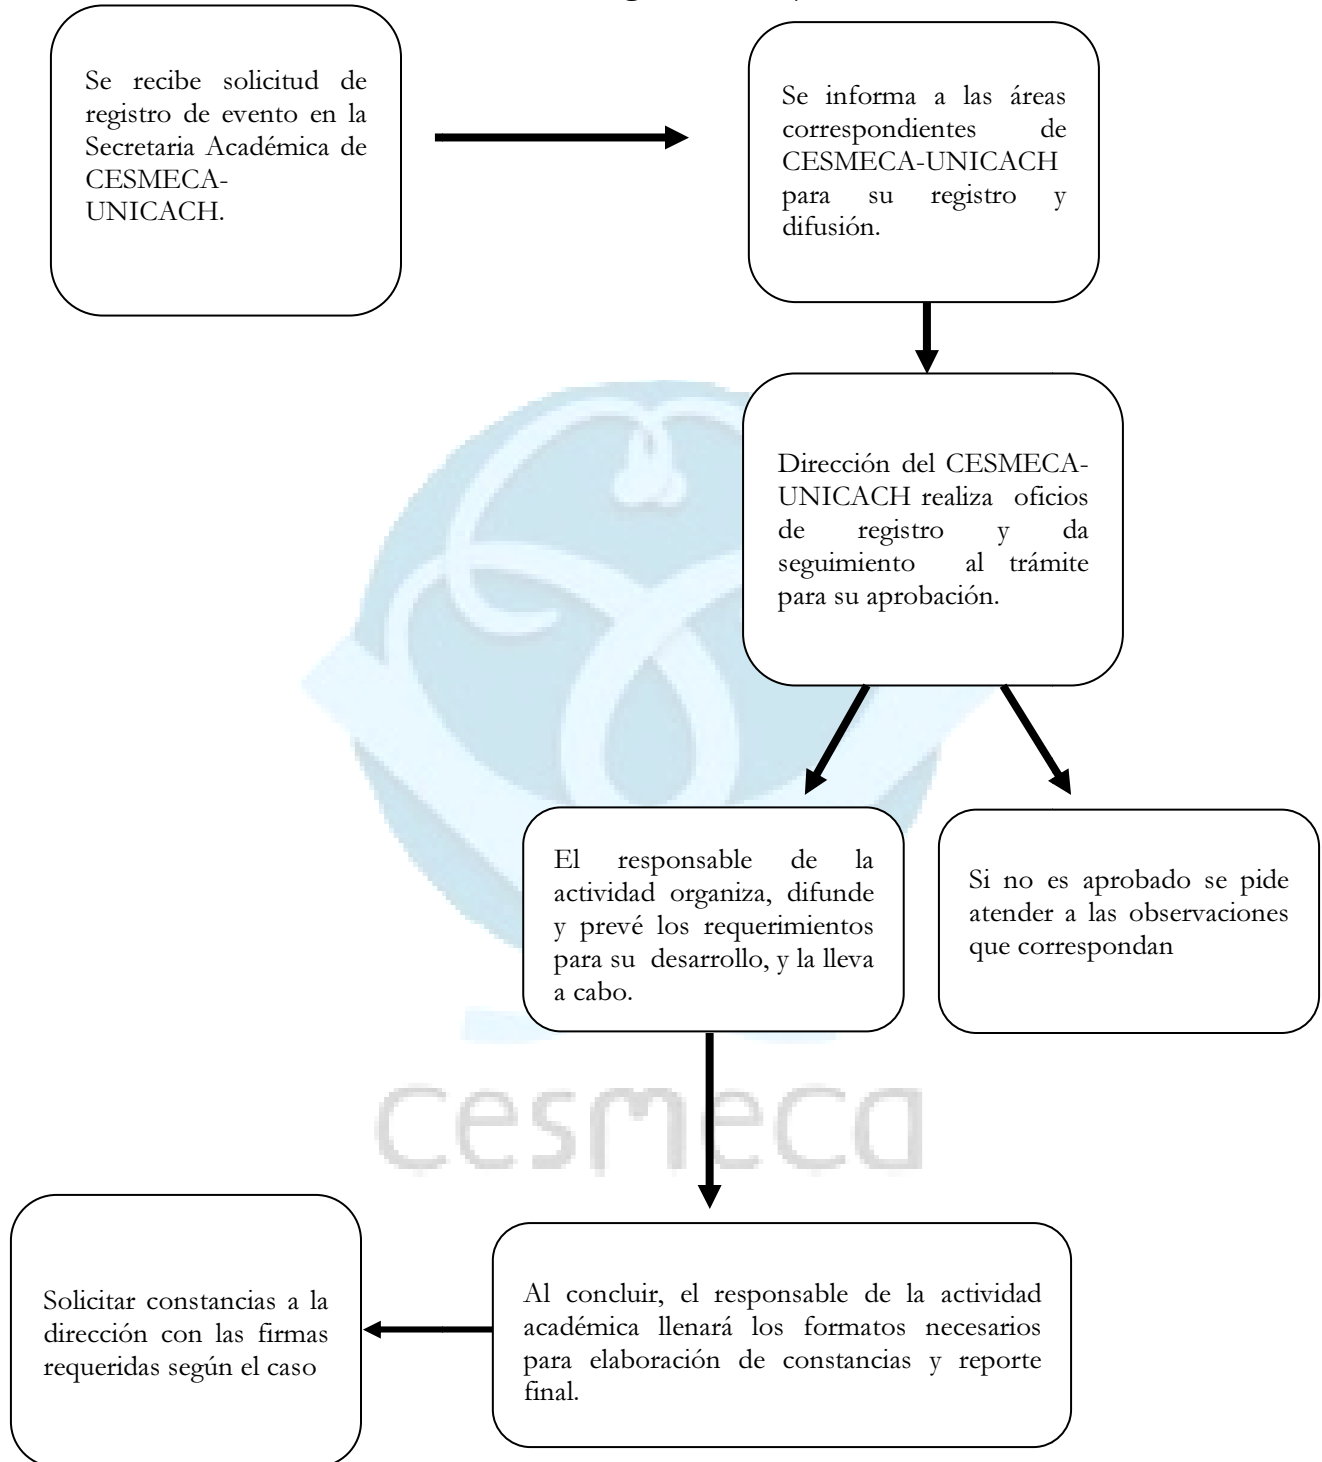 Se recibe solicitud de
registro de evento en la
Secretaria Académica de
CESMECA-
UNICACH.
Se informa a las áreas
correspondientes de
CESMECA-UNICACH
para su registro y
difusión.
Dirección del CESMECA-
UNICACH realiza oficios
de registro y da
seguimiento al trámite
para su aprobación.
El responsable de la
actividad organiza, difunde
y prevé los requerimientos
para su desarrollo, y la lleva
a cabo.
Si no es aprobado se pide
atender a las observaciones
que correspondan
cesmeca
Al concluir, el responsable de la actividad
académica llenará los formatos necesarios
para elaboración de constancias y reporte
final.
Solicitar constancias a la
dirección con las firmas
requeridas según el caso